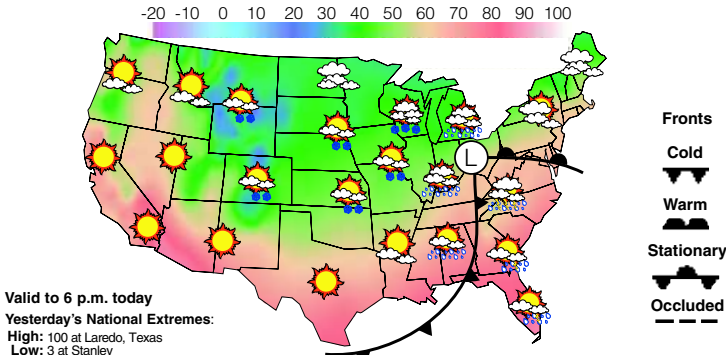 -20 -10 0 10 20 30 40 50 60 70 80 90 100
L
Fronts
Cold
Warm
Stationary
Occluded
Valid to 6 p.m. today
Yesterday's National Extremes:
High: 100 at Laredo, Texas
Low: 3 at Stanley